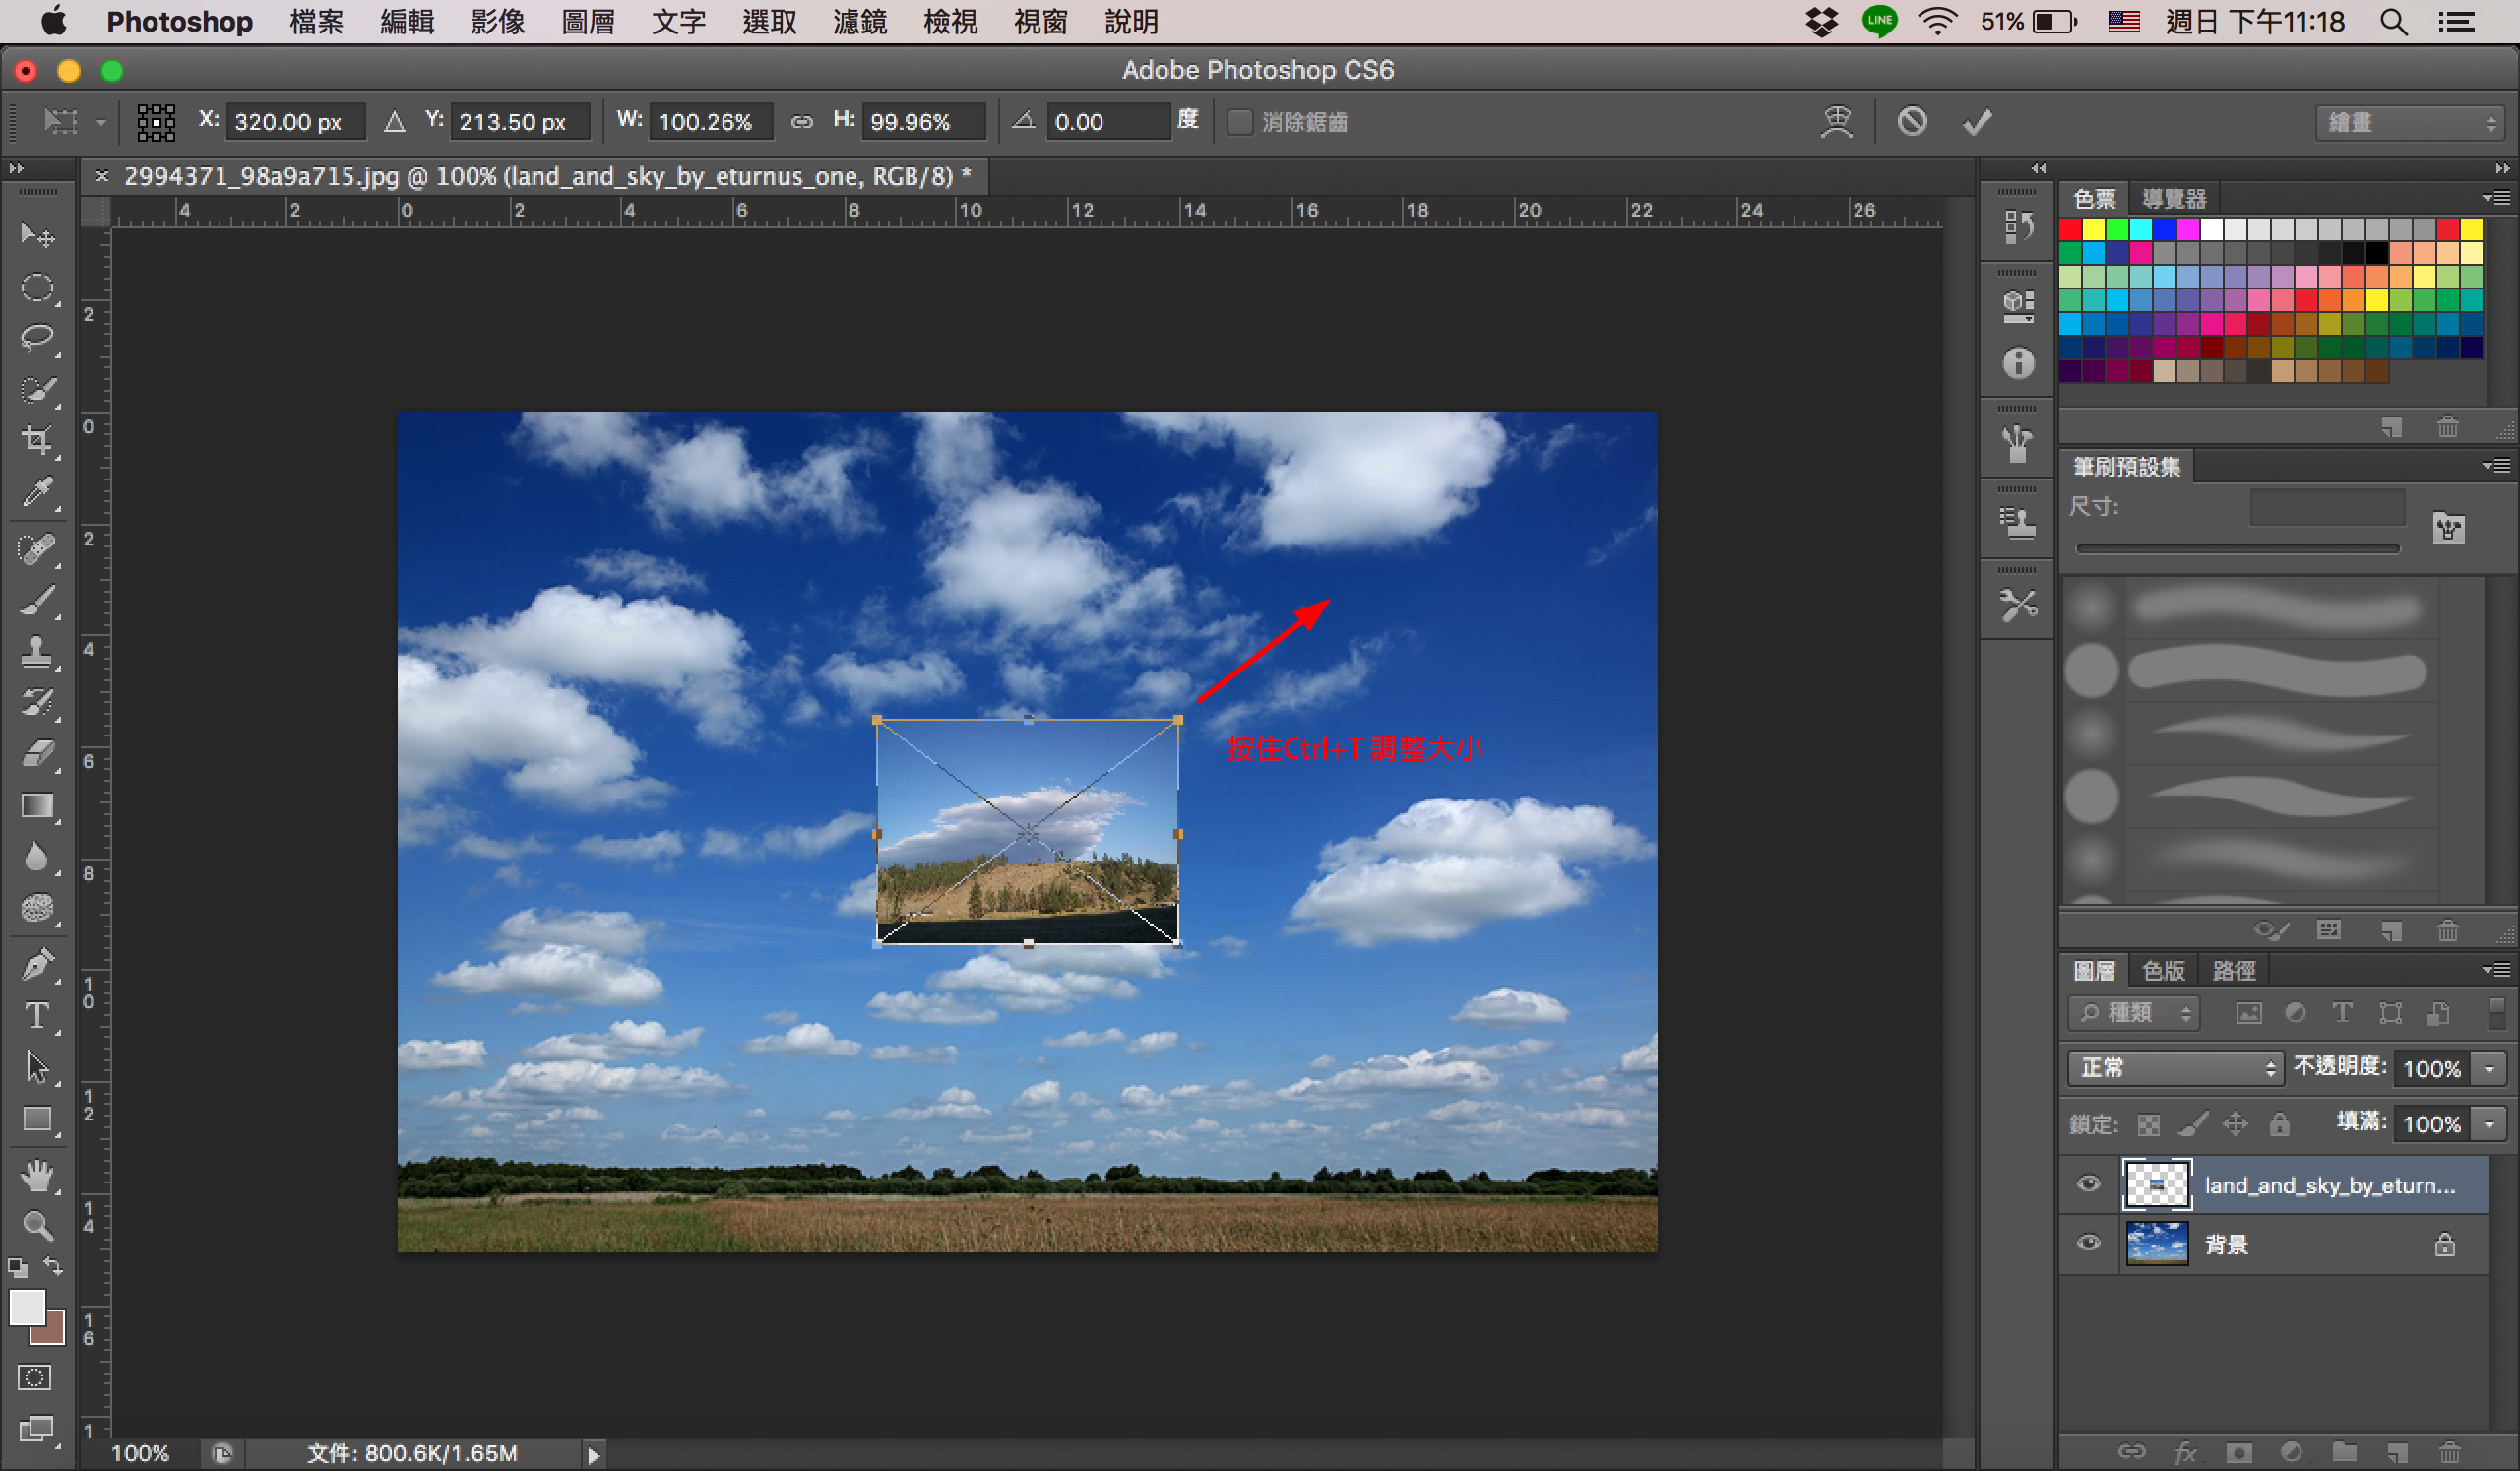 Photoshop 檔案 編輯 影像 圖層 文字 選取 濾鏡 檢視 視窗 說明 LINE 51% 週日 下午11:18
Adobe Photoshop CS6
X: 320.00 px Y: 213.50 px W: 100.26% H: 99.96% 0.00 度 消除鋸齒 繪畫
× 2994371_98a9a715.jpg @ 100% (land_and_sky_by_eturnus_one, RGB/8) *
4 2 0 2 4 6 8 10 12 14 16 18 20 22 24 26
2
0
2
4
6
8
10
12
14
16
1
按住Ctrl+T 調整大小
100% 文件: 800.6K/1.65M
色票 導覽器
筆刷預設集
尺寸:
圖層 色版 路徑
種類
正常 不透明度: 100%
鎖定: 填滿: 100%
land_and_sky_by_eturn...
背景